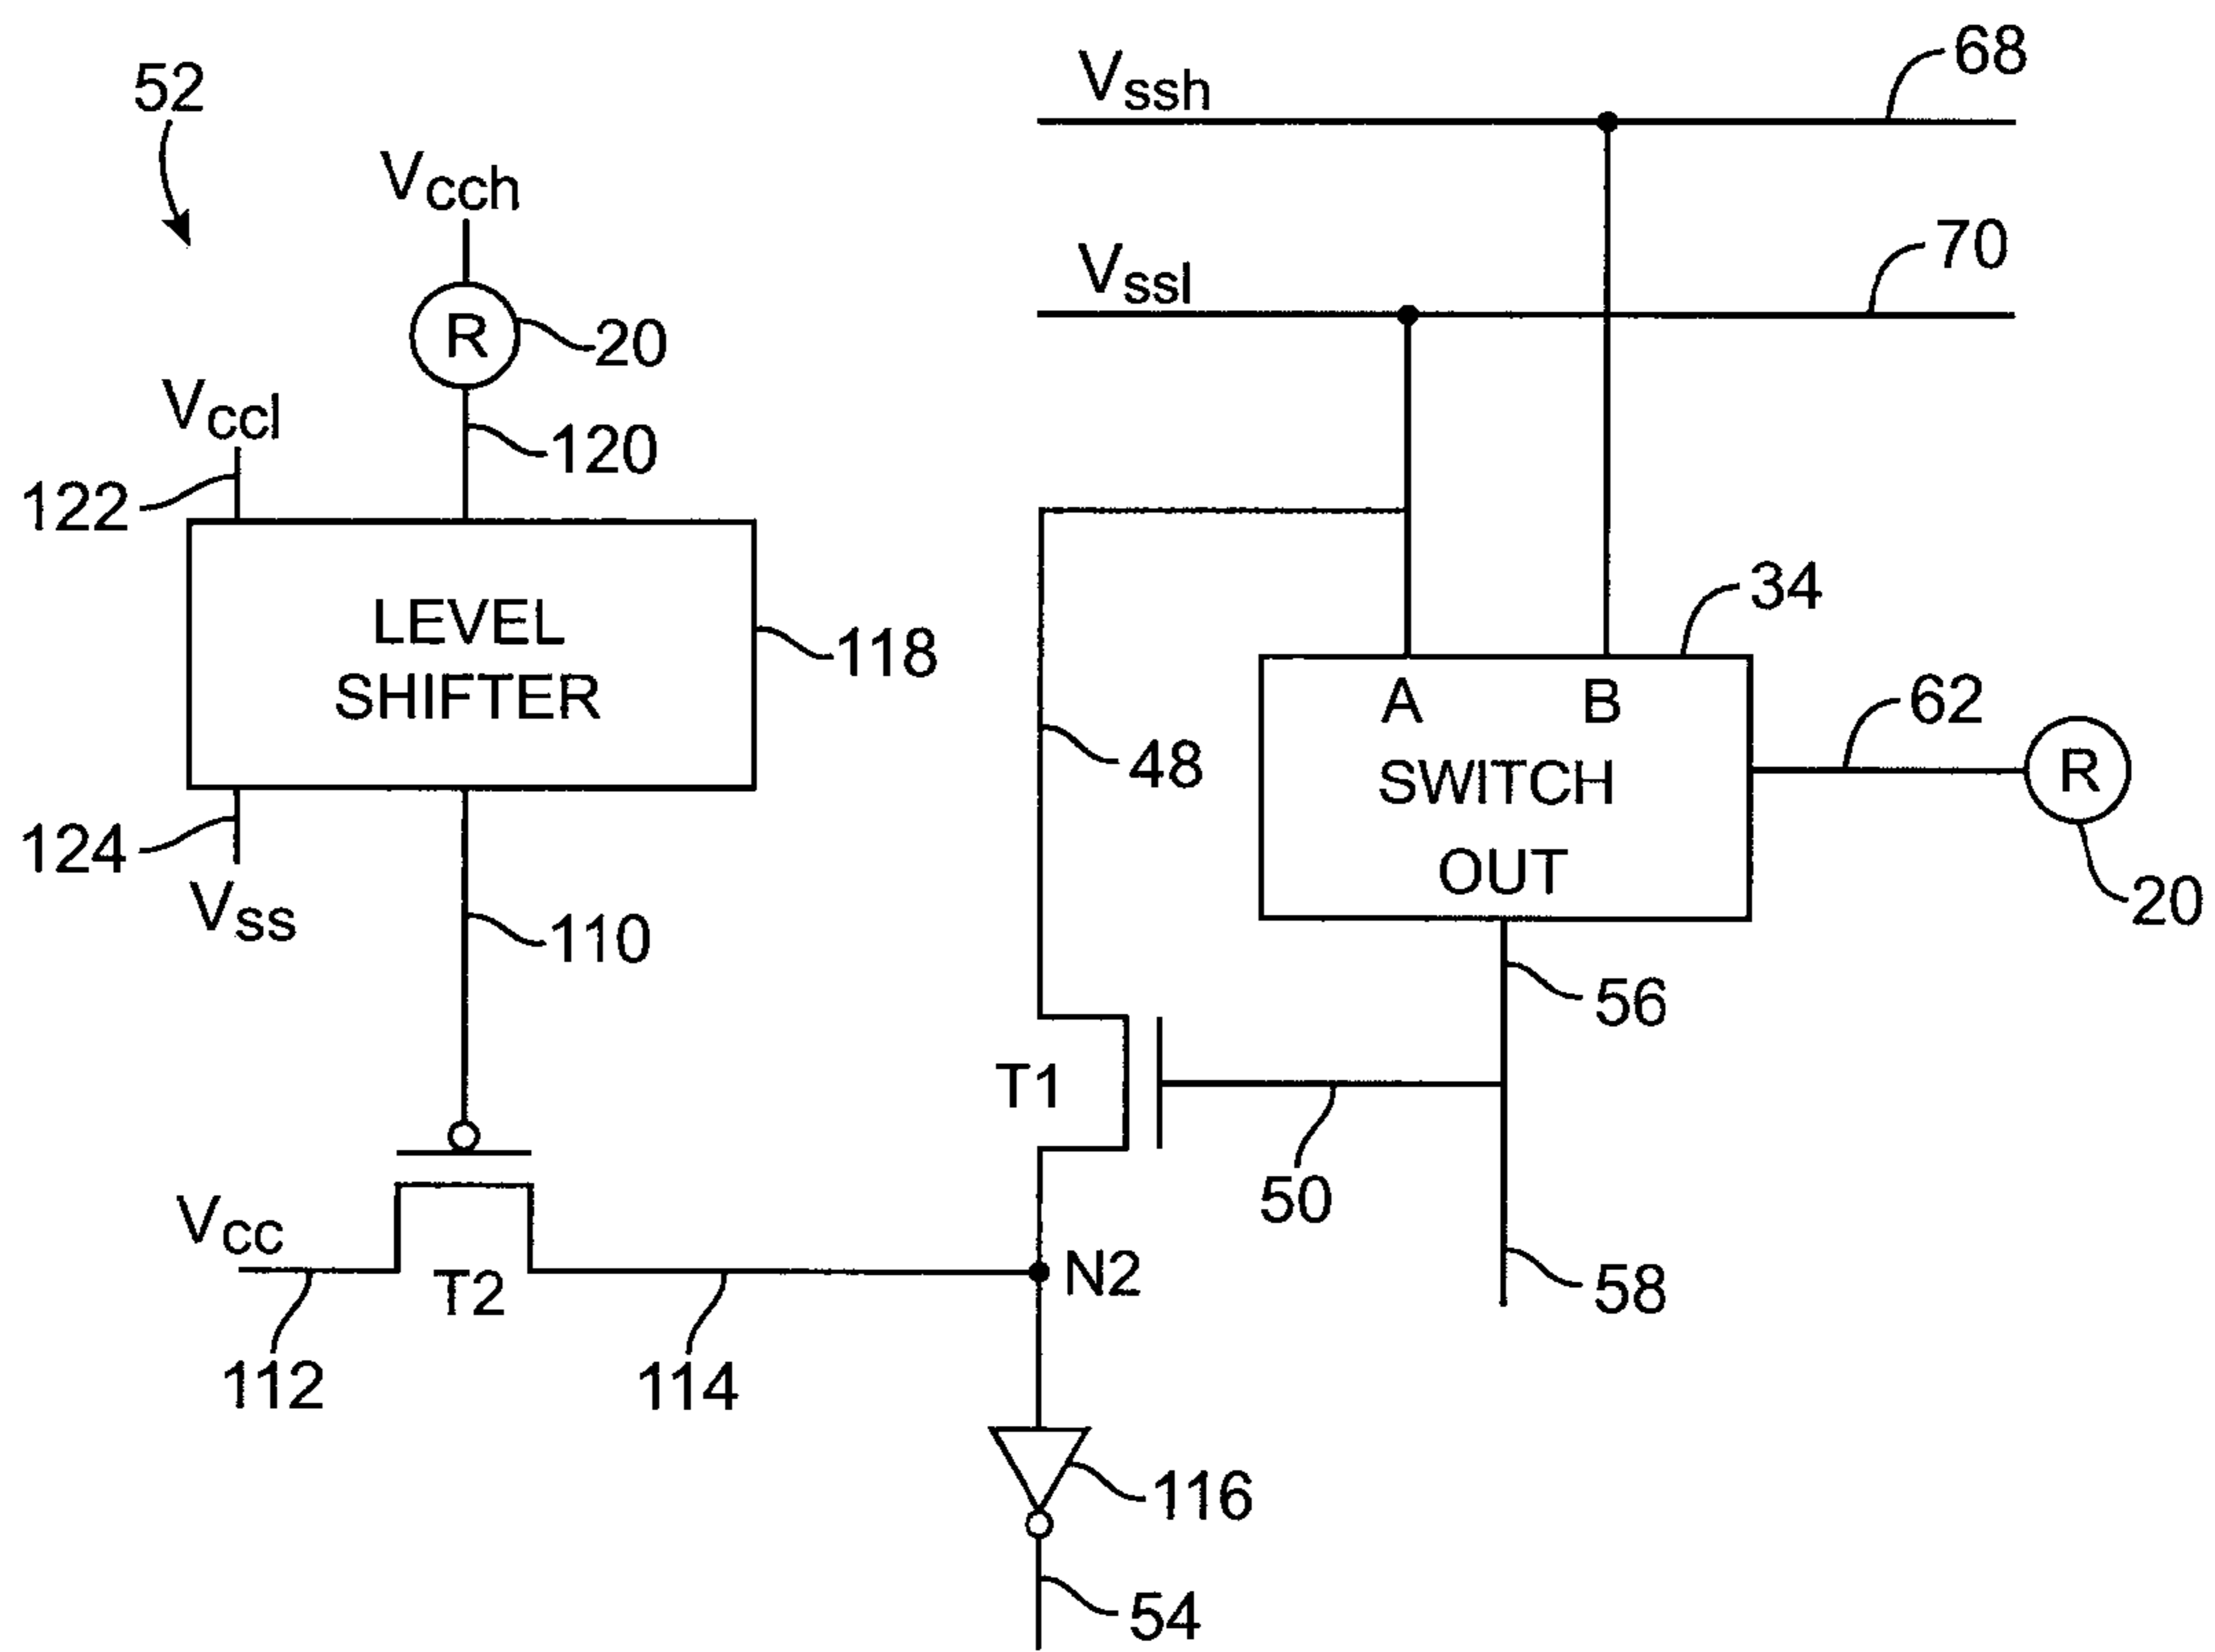 52
Vssh
68
Vcch
Vssl
70
R
20
Vccl
120
122
LEVEL
SHIFTER
118
34
A B
SWITCH
OUT
62
R
20
48
124
Vss
110
56
T1
50
Vcc
T2
N2
58
112
114
116
54